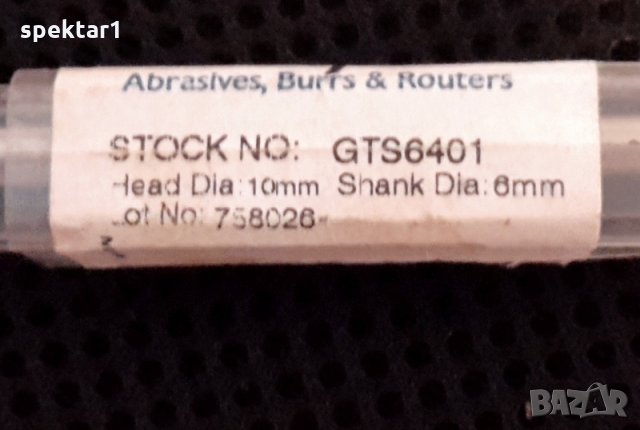 spektar1
Abrasives, Burrs & Routers
STOCK NO: GTS6401
Head Dia: 10mm Shank Dia: 6mm
Lot No: 758026
BAZAR